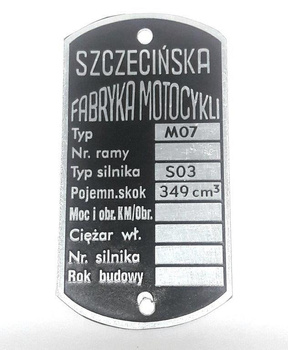 SZCZECIŃSKA
FABRYKA MOTOCYKLI
Typ M07
Nr. ramy
Typ silnika S03
Pojemn.skok 349 cm³
Moc i obr. KM/Obr.
Ciężar wł.
Nr. silnika
Rok budowy